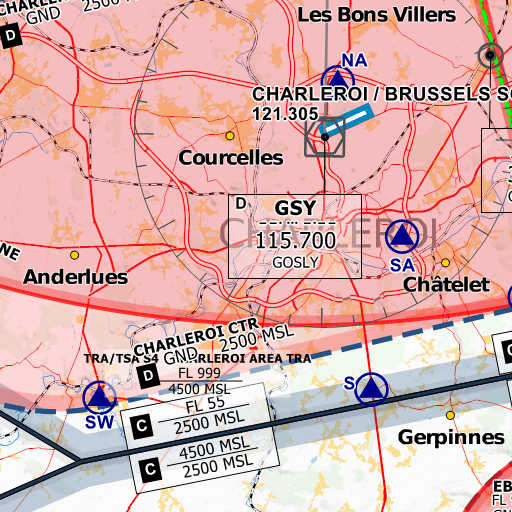 GND
2500 MSL
D
Les Bons Villers
NA
CHARLEROI / BRUSSELS SO
121.305
Courcelles
D
GSY
CHARLEROI
115.700
GOSLY
SA
NE
Anderlues
Châtelet
CHARLEROI CTR
GND 2500 MSL
D
TRA/TSA S4 CHARLEROI AREA TRA
FL 999
4500 MSL
S
SW
C
FL 55
2500 MSL
C
4500 MSL
2500 MSL
C
Gerpinnes
EB
FL